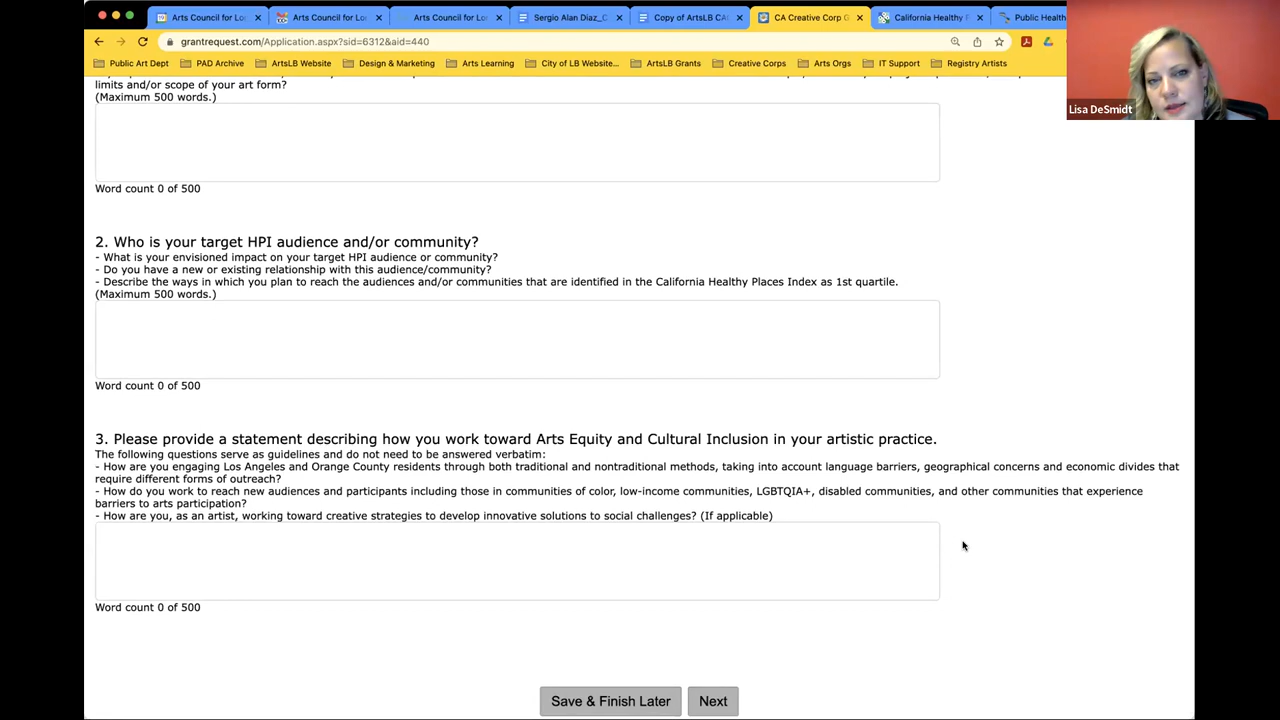 Arts Council for Lo
Arts Council for Lo
Arts Council for Lo
Sergio Alan Diaz_C
Copy of ArtsLB CA
CA Creative Corp G
California Healthy F
Public Health
grantrequest.com/Application.aspx?sid=6312&aid=440
Public Art Dept
PAD Archive
ArtsLB Website
Design & Marketing
Arts Learning
City of LB Website...
ArtsLB Grants
Creative Corps
Arts Orgs
IT Support
Registry Artists
Lisa DeSmidt
limits and/or scope of your art form?
(Maximum 500 words.)
Word count 0 of 500
2. Who is your target HPI audience and/or community?
- What is your envisioned impact on your target HPI audience or community?
- Do you have a new or existing relationship with this audience/community?
- Describe the ways in which you plan to reach the audiences and/or communities that are identified in the California Healthy Places Index as 1st quartile.
(Maximum 500 words.)
Word count 0 of 500
3. Please provide a statement describing how you work toward Arts Equity and Cultural Inclusion in your artistic practice.
The following questions serve as guidelines and do not need to be answered verbatim:
- How are you engaging Los Angeles and Orange County residents through both traditional and nontraditional methods, taking into account language barriers, geographical concerns and economic divides that
require different forms of outreach?
- How do you work to reach new audiences and participants including those in communities of color, low-income communities, LGBTQIA+, disabled communities, and other communities that experience
barriers to arts participation?
- How are you, as an artist, working toward creative strategies to develop innovative solutions to social challenges? (If applicable)
Word count 0 of 500
Save & Finish Later
Next